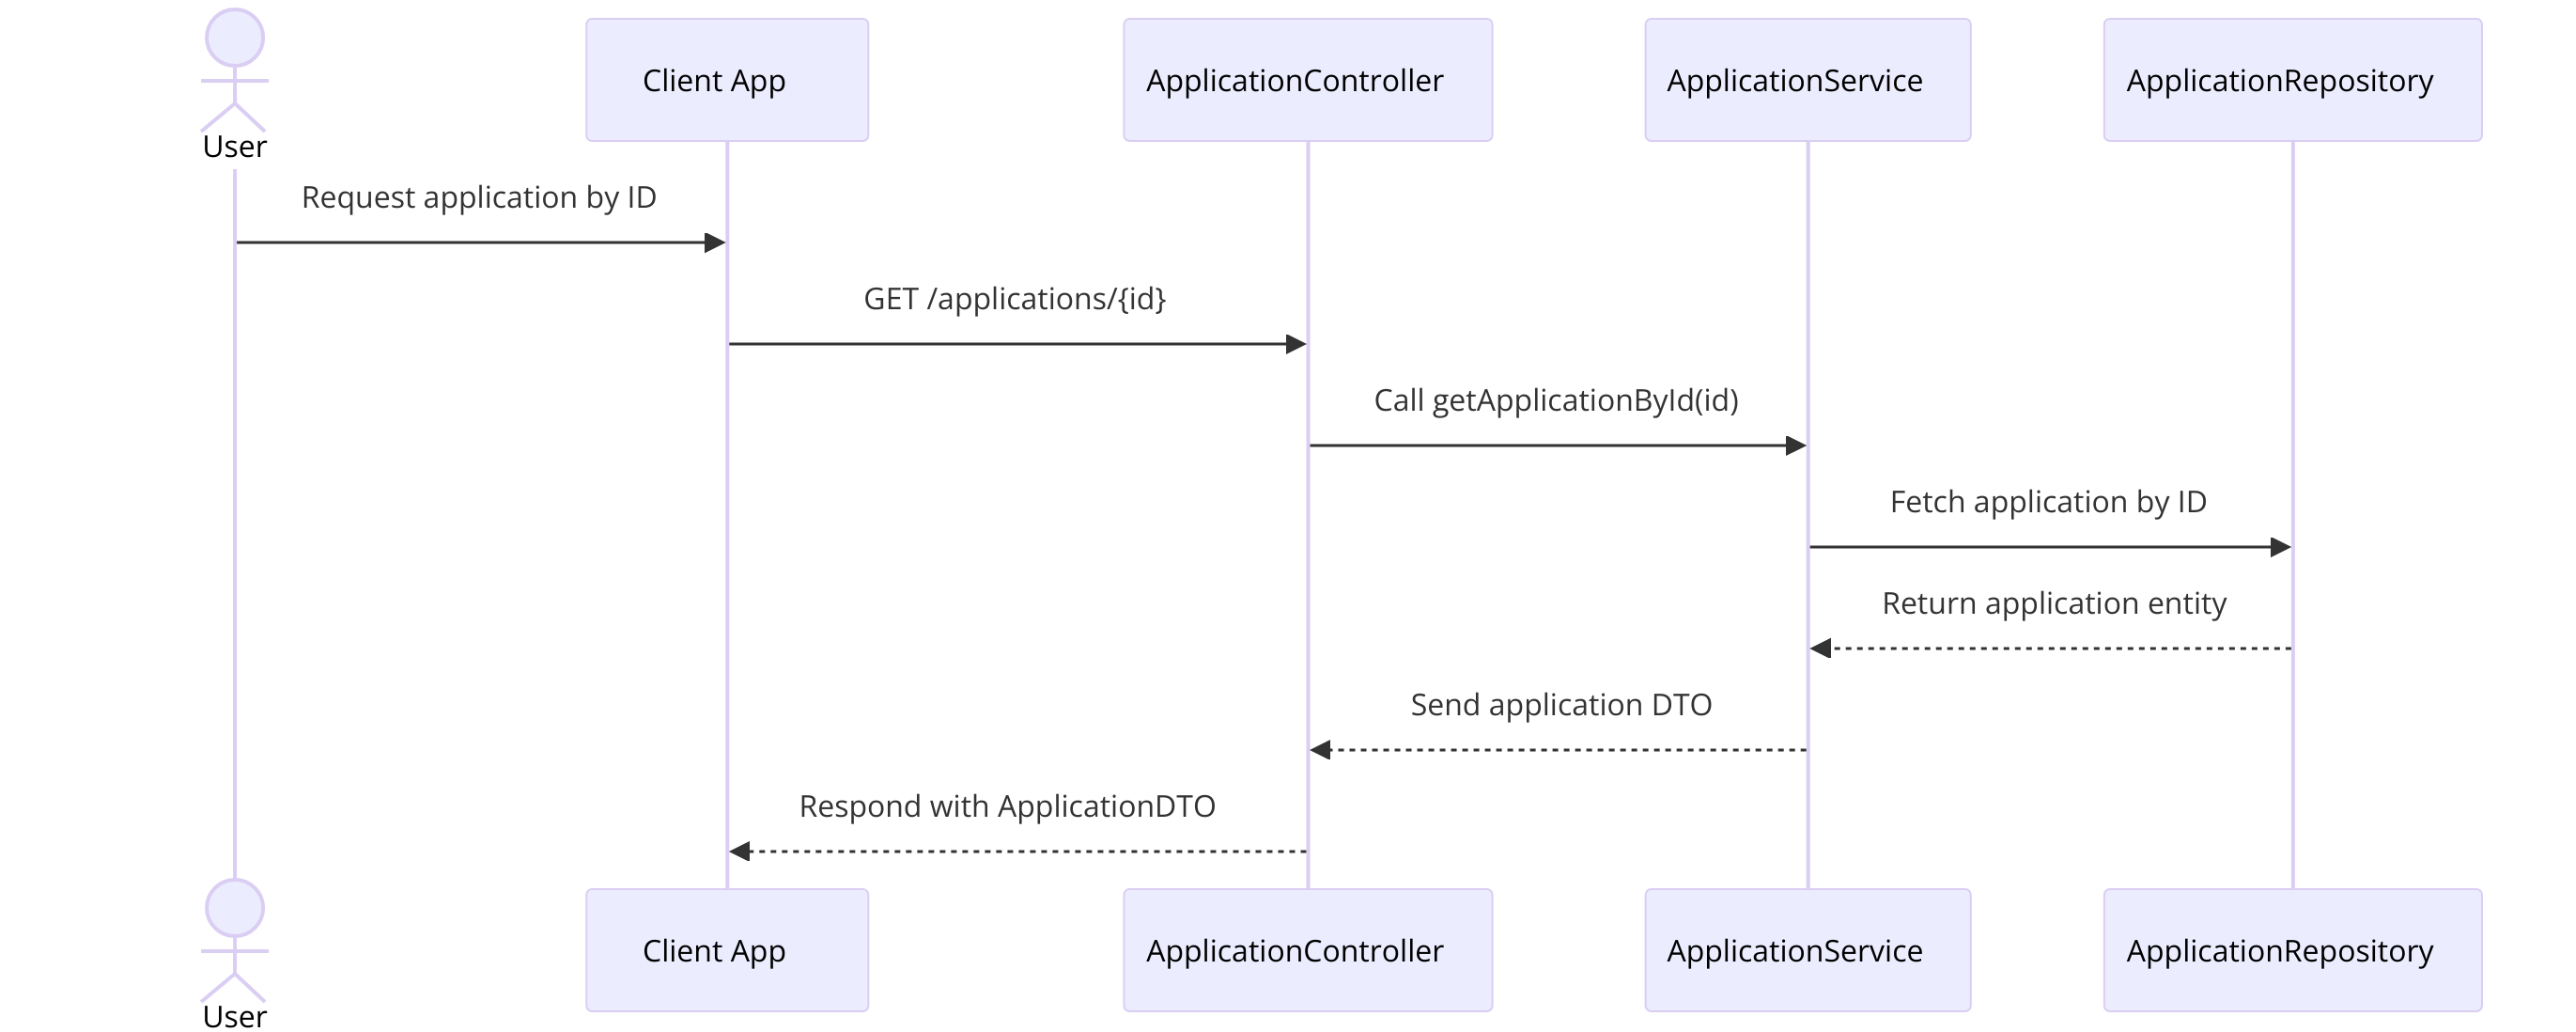 User
Client App
ApplicationController
ApplicationService
ApplicationRepository
Request application by ID
GET /applications/{id}
Call getApplicationById(id)
Fetch application by ID
Return application entity
Send application DTO
Respond with ApplicationDTO
User
Client App
ApplicationController
ApplicationService
ApplicationRepository